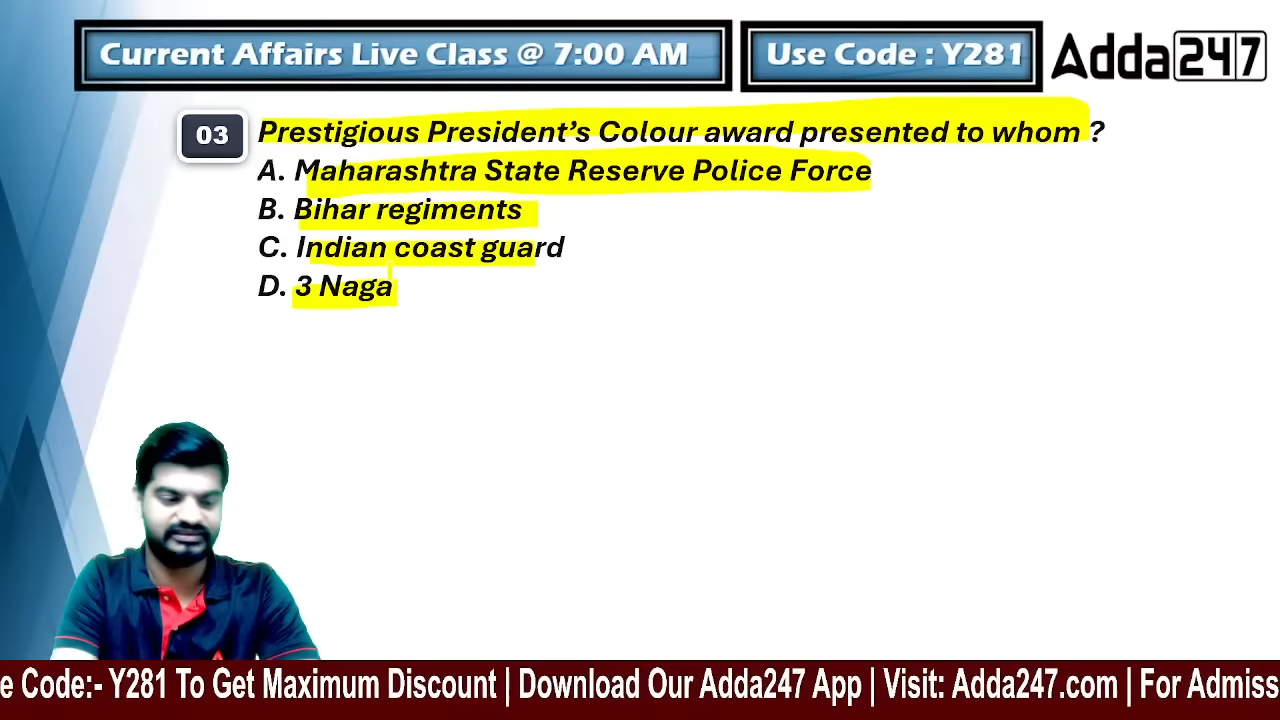 Current Affairs Live Class @ 7:00 AM
Use Code : Y281
Adda247
03
Prestigious President’s Colour award presented to whom ?
A. Maharashtra State Reserve Police Force
B. Bihar regiments
C. Indian coast guard
D. 3 Naga
e Code:- Y281 To Get Maximum Discount | Download Our Adda247 App | Visit: Adda247.com | For Admiss